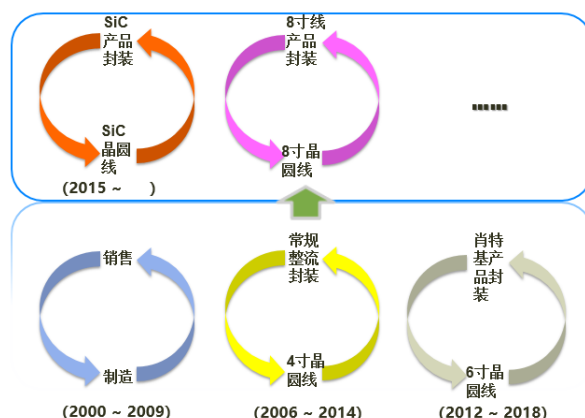 SiC
产品
封装
SiC
晶圆
线
(2015 ~ )
8寸线
产品
封装
8寸晶
圆线
……
销售
制造
(2000 ~ 2009)
常规
整流
封装
4寸晶
圆线
(2006 ~ 2014)
肖特
基产
品封
装
6寸晶
圆线
(2012 ~ 2018)